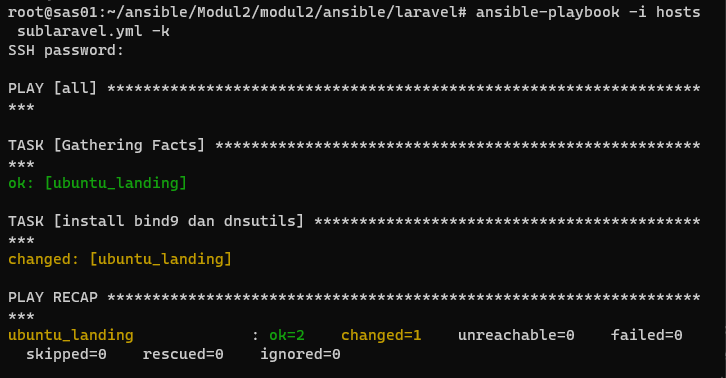 root@sas01:~/ansible/Modul2/modul2/ansible/laravel# ansible-playbook -i hosts
 sublaravel.yml -k
SSH password:
PLAY [all] ******************************************************************
***
TASK [Gathering Facts] ******************************************************
***
ok: [ubuntu_landing]
TASK [install bind9 dan dnsutils] *******************************************
***
changed: [ubuntu_landing]
PLAY RECAP ******************************************************************
***
ubuntu_landing             : ok=2    changed=1    unreachable=0    failed=0
  skipped=0    rescued=0    ignored=0